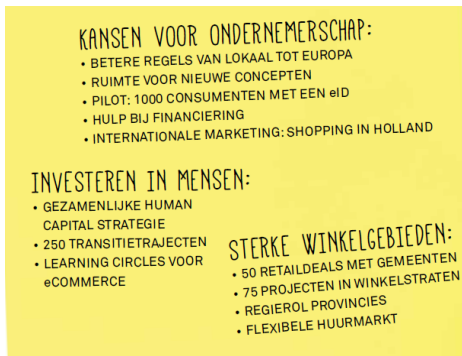 KANSEN VOOR ONDERNEMERSCHAP:
• BETERE REGELS VAN LOKAAL TOT EUROPA
• RUIMTE VOOR NIEUWE CONCEPTEN
• PILOT: 1000 CONSUMENTEN MET EEN eID
• HULP BIJ FINANCIERING
• INTERNATIONALE MARKETING: SHOPPING IN HOLLAND
INVESTEREN IN MENSEN:
• GEZAMENLIJKE HUMAN
CAPITAL STRATEGIE
• 250 TRANSITIETRAJECTEN
• LEARNING CIRCLES VOOR
eCOMMERCE
STERKE WINKELGEBIEDEN:
• 50 RETAILDEALS MET GEMEENTEN
• 75 PROJECTEN IN WINKELSTRATEN
• REGIEROL PROVINCIES
• FLEXIBELE HUURMARKT